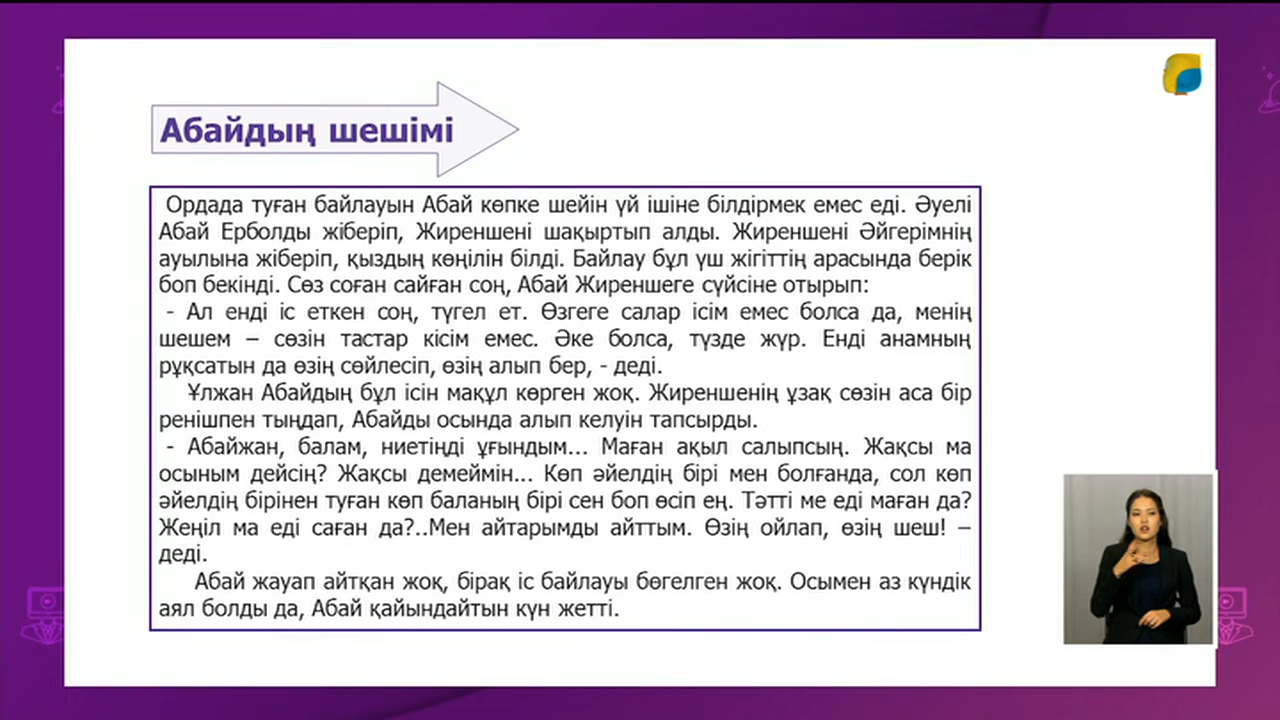 Абайдың шешімі
Ордада туған байлауын Абай көпке шейін үй ішіне білдірмек емес еді. Әуелі
Абай Ерболды жіберіп, Жиреншені шақыртып алды. Жиреншені Әйгерімнің
ауылына жіберіп, қыздың көңілін білді. Байлау бұл үш жігіттің арасында берік
боп бекінді. Сөз соған сайған соң, Абай Жиреншеге сүйсіне отырып:
- Ал енді іс еткен соң, түгел ет. Өзгеге салар ісім емес болса да, менің
шешем – сөзін тастар кісім емес. Әке болса, түзде жүр. Енді анамның
рұқсатын да өзің сөйлесіп, өзің алып бер, - деді.
Ұлжан Абайдың бұл ісін мақұл көрген жоқ. Жиреншенің ұзақ сөзін аса бір
ренішпен тыңдап, Абайды осында алып келуін тапсырды.
- Абайжан, балам, ниетіңді ұғындым... Маған ақыл салыпсың. Жақсы ма
осыным дейсің? Жақсы демеймін... Көп әйелдің бірі мен болғанда, сол көп
әйелдің бірінен туған көп баланың бірі сен боп өсіп ең. Тәтті ме еді маған да?
Жеңіл ма еді саған да?..Мен айтарымды айттым. Өзің ойлап, өзің шеш! –
деді.
Абай жауап айтқан жоқ, бірақ іс байлауы бөгелген жоқ. Осымен аз күндік
аял болды да, Абай қайындайтын күн жетті.